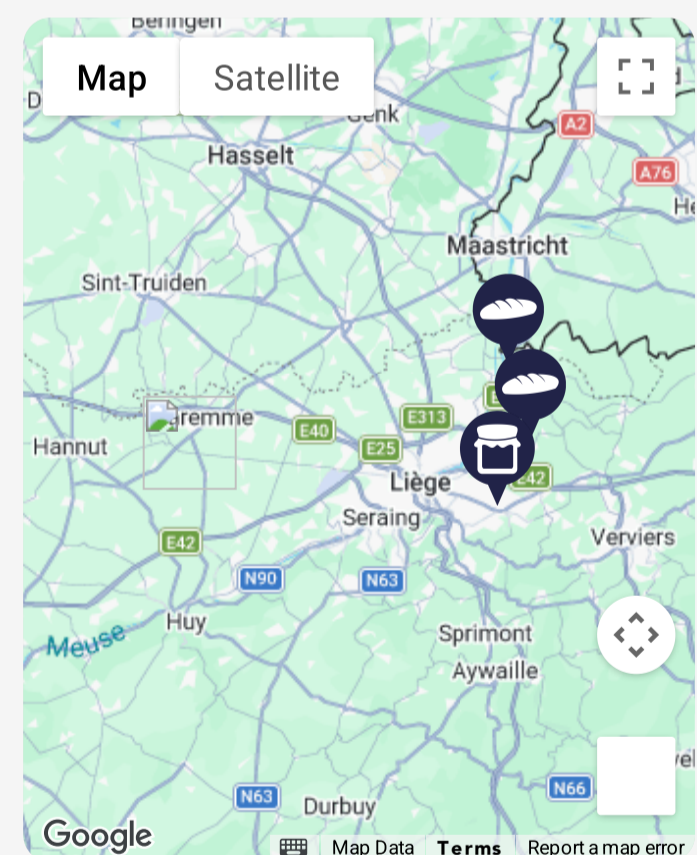 Beringen
Map
Satellite
Genk
A2
Hasselt
A76
Maastricht
Sint-Truiden
E313
E40
Hannut
E25
E42
Liège
Seraing
Verviers
E42
N90
N63
Huy
Meuse
Sprimont
Aywaille
N66
N63
Durbuy
Google
Map Data
Terms
Report a map error